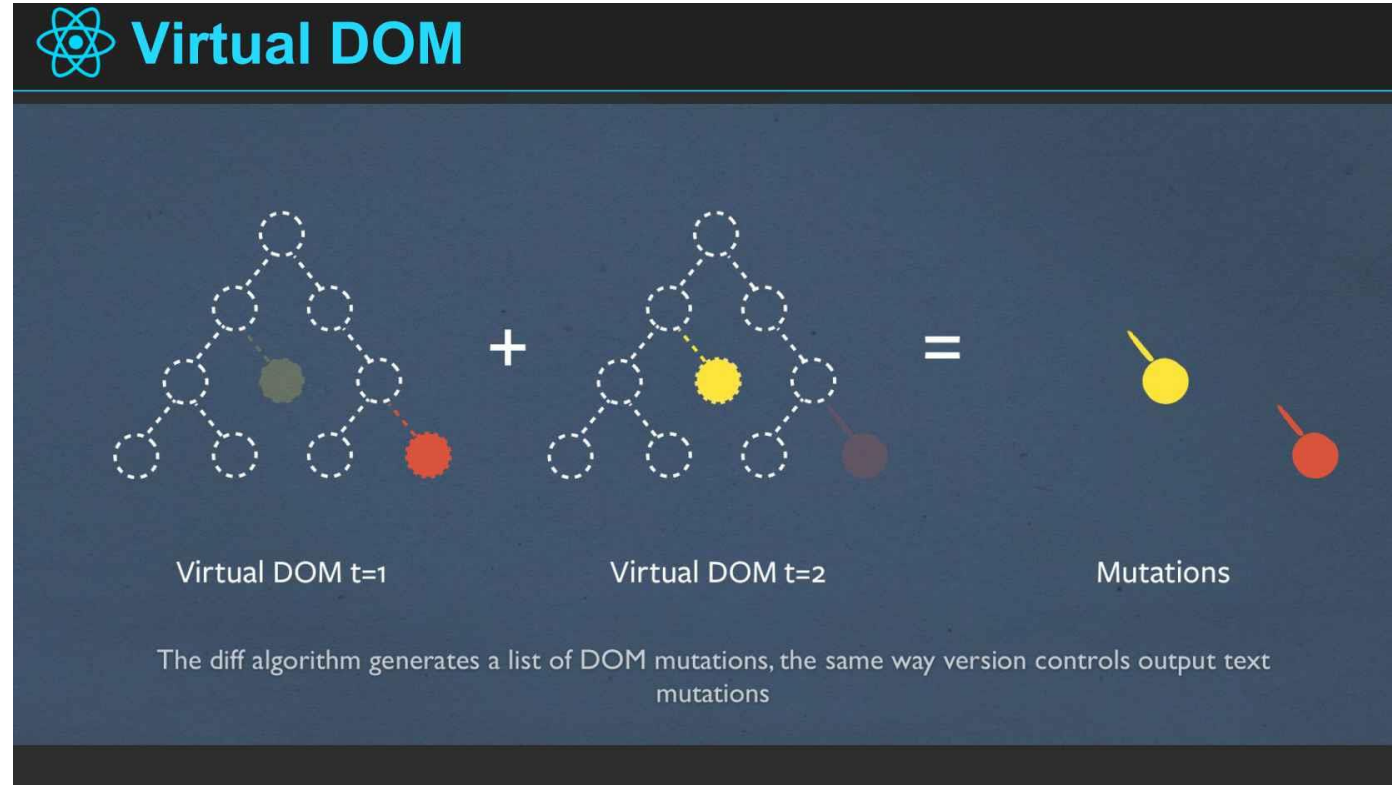 Virtual DOM
+
=
Virtual DOM t=1
Virtual DOM t=2
Mutations
The diff algorithm generates a list of DOM mutations, the same way version controls output text
mutations